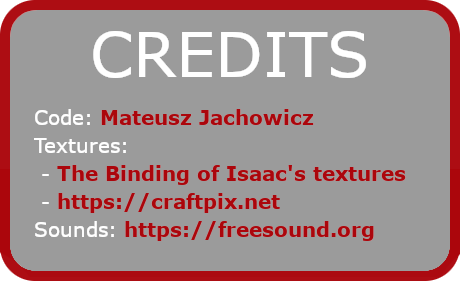 CREDITS
Code: Mateusz Jachowicz
Textures:
- The Binding of Isaac's textures
- https://craftpix.net
Sounds: https://freesound.org